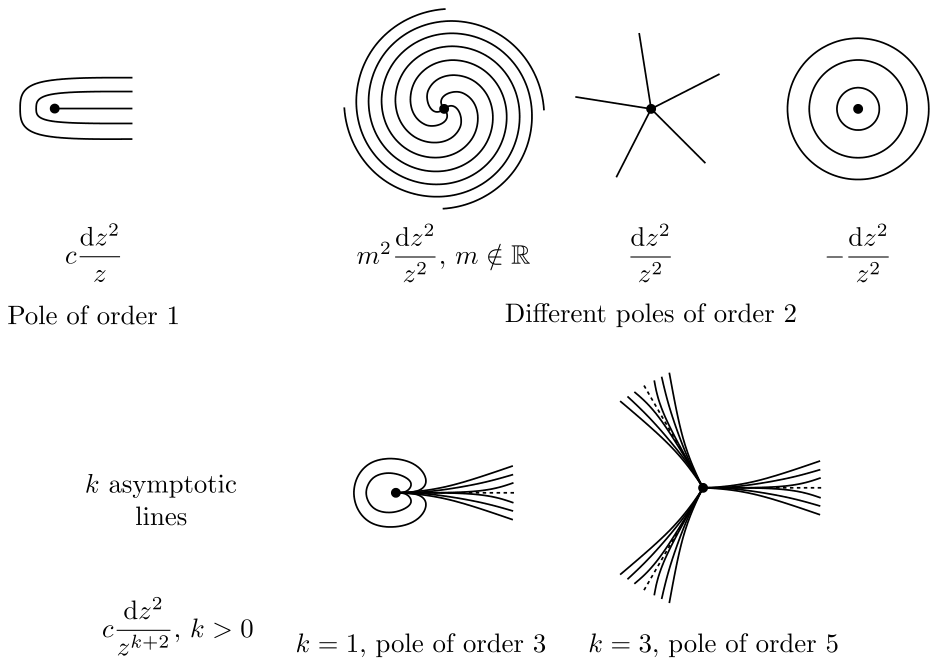 c dz²/z
m² dz²/z², m ∉ ℝ
dz²/z²
− dz²/z²
Pole of order 1
Different poles of order 2
k asymptotic
lines
c dz²/z^{k+2}, k > 0
k = 1, pole of order 3
k = 3, pole of order 5